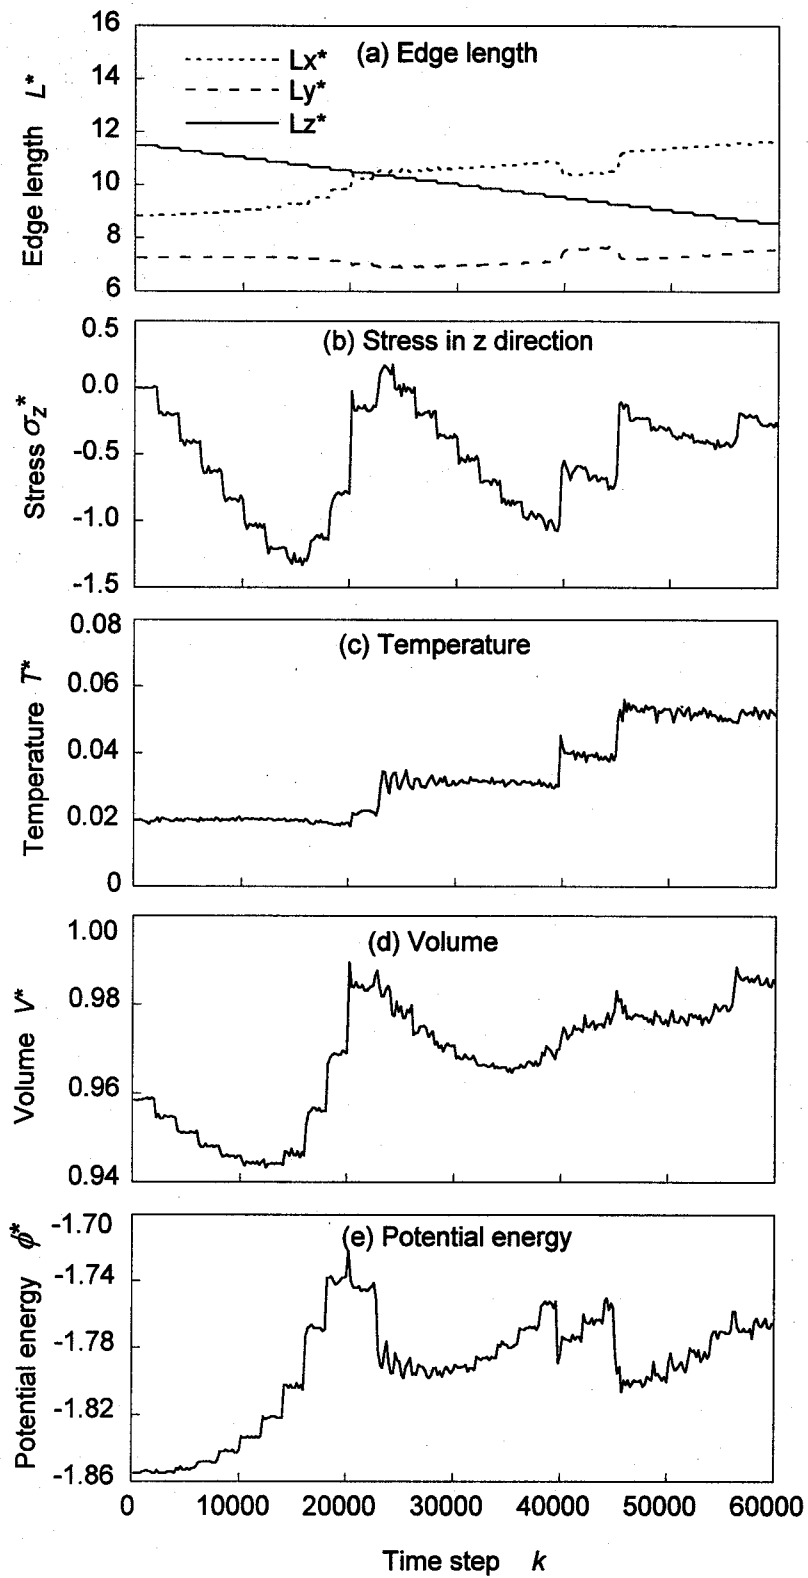 16
(a) Edge length
14
Lx*
Ly*
12
Lz*
10
8
6
Edge length L*
0.5
(b) Stress in z direction
0.0
-0.5
-1.0
-1.5
Stress σz*
0.08
(c) Temperature
0.06
0.04
0.02
0
Temperature T*
1.00
(d) Volume
0.98
0.96
0.94
Volume V*
-1.70
(e) Potential energy
-1.74
-1.78
-1.82
-1.86
Potential energy ϕ*
0 10000 20000 30000 40000 50000 60000
Time step k